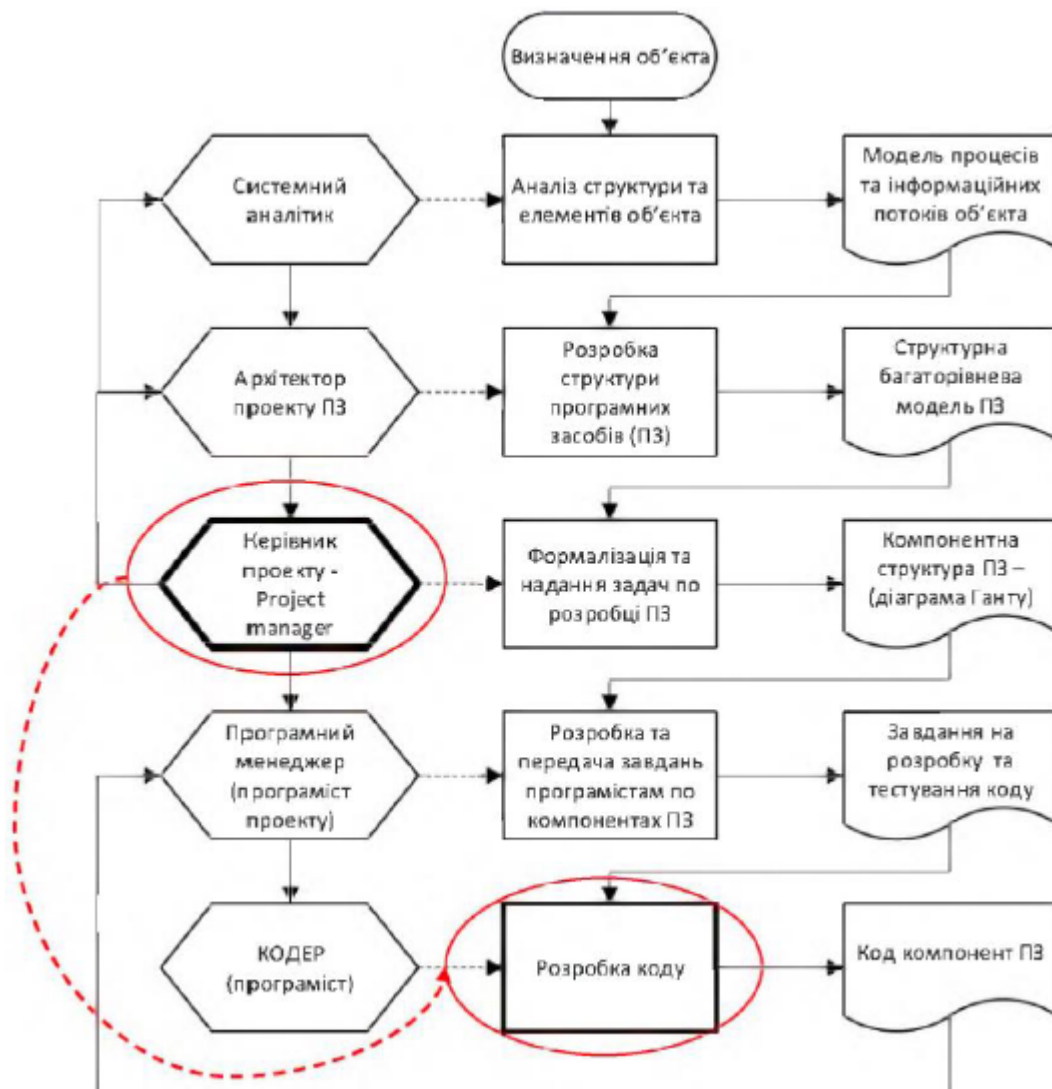 Визначення об’єкта
Системний
аналітик
Аналіз структури та
елементів об’єкта
Модель процесів
та інформаційних
потоків об’єкта
Архітектор
проекту ПЗ
Розробка
структури
програмних
засобів (ПЗ)
Структурна
багаторівнева
модель ПЗ
Керівник
проекту -
Project
manager
Формалізація та
надання задач по
розробці ПЗ
Компонентна
структура ПЗ –
(діаграма Ганту)
Програмний
менеджер
(програміст
проекту)
Розробка та
передача завдань
програмістам по
компонентах ПЗ
Завдання на
розробку та
тестування коду
КОДЕР
(програміст)
Розробка коду
Код компонент ПЗ